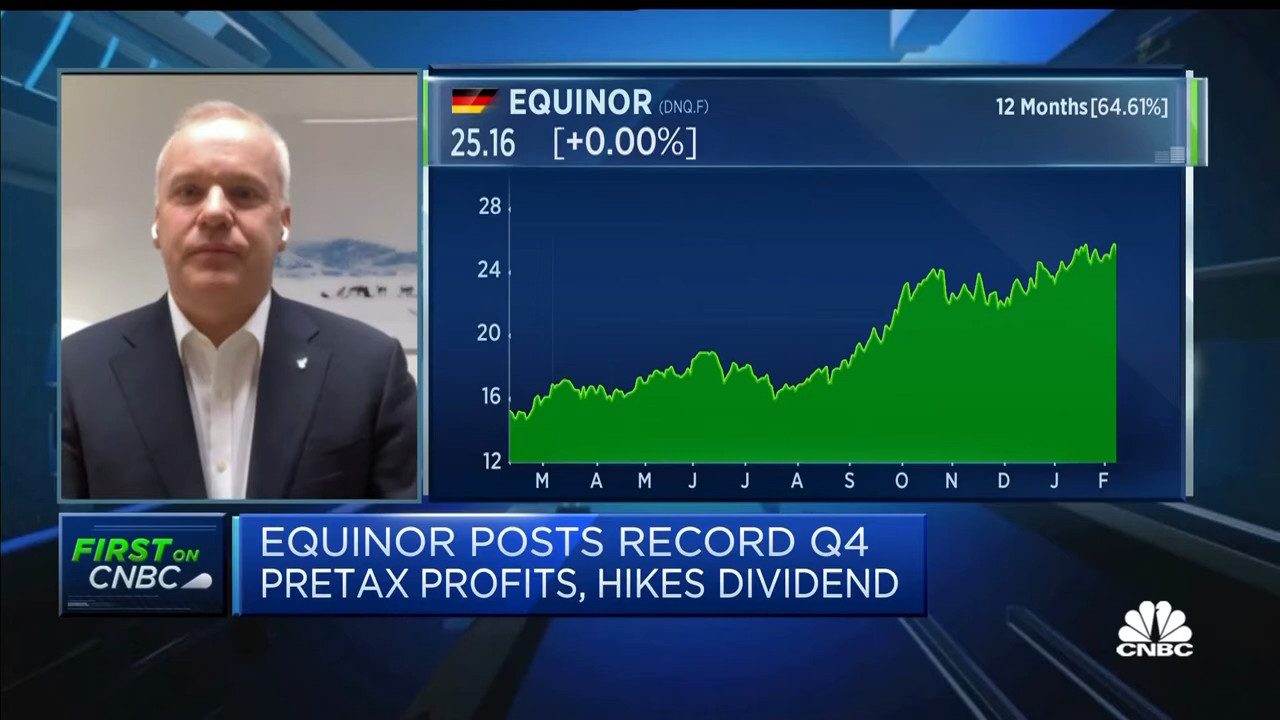 EQUINOR (DNQ.F)
12 Months[64.61%]
25.16 [+0.00%]
28
24
20
16
12
M A M J J A S O N D J F
FIRST ON
CNBC
EQUINOR POSTS RECORD Q4
PRETAX PROFITS, HIKES DIVIDEND
CNBC